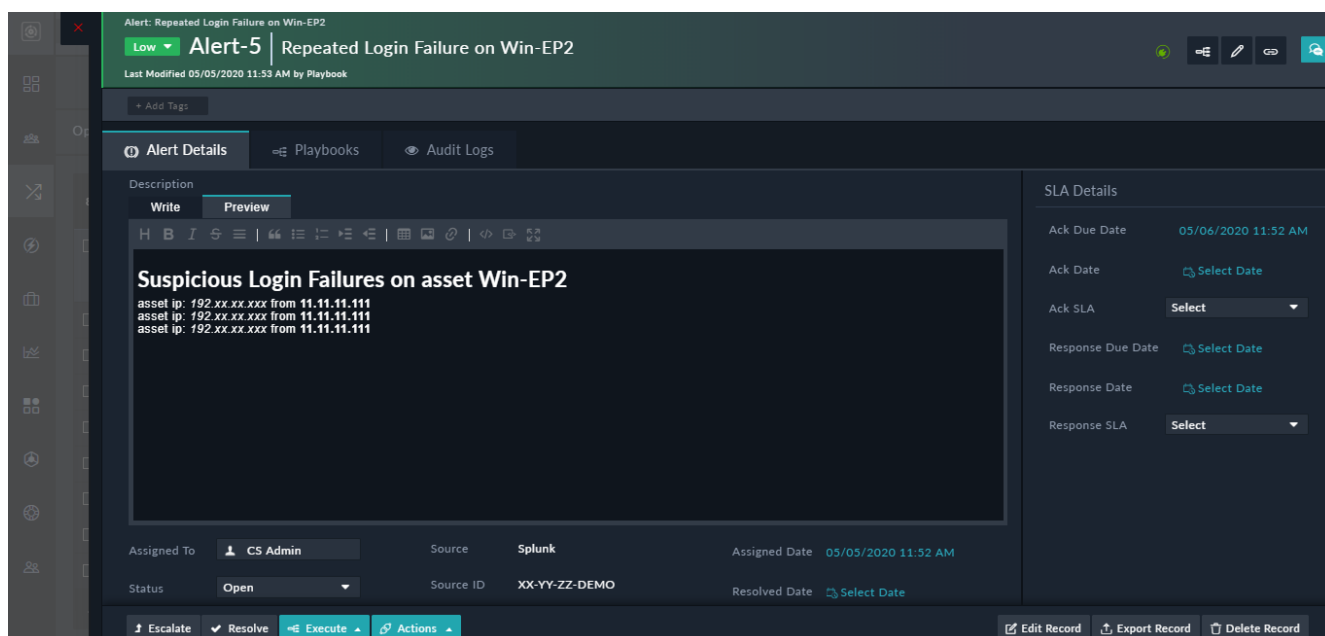 Alert: Repeated Login Failure on Win-EP2
Low Alert-5 Repeated Login Failure on Win-EP2
Last Modified 05/05/2020 11:53 AM by Playbook
+ Add Tags
Op
Alert Details Playbooks Audit Logs
Description
Write Preview
Suspicious Login Failures on asset Win-EP2
asset ip: 192.xx.xx.xxx from 11.11.11.111
asset ip: 192.xx.xx.xxx from 11.11.11.111
asset ip: 192.xx.xx.xxx from 11.11.11.111
Assigned To CS Admin Source Splunk Assigned Date 05/05/2020 11:52 AM
Status Open Source ID XX-YY-ZZ-DEMO Resolved Date Select Date
SLA Details
Ack Due Date 05/06/2020 11:52 AM
Ack Date Select Date
Ack SLA Select
Response Due Date Select Date
Response Date Select Date
Response SLA Select
Escalate Resolve Execute Actions Edit Record Export Record Delete Record